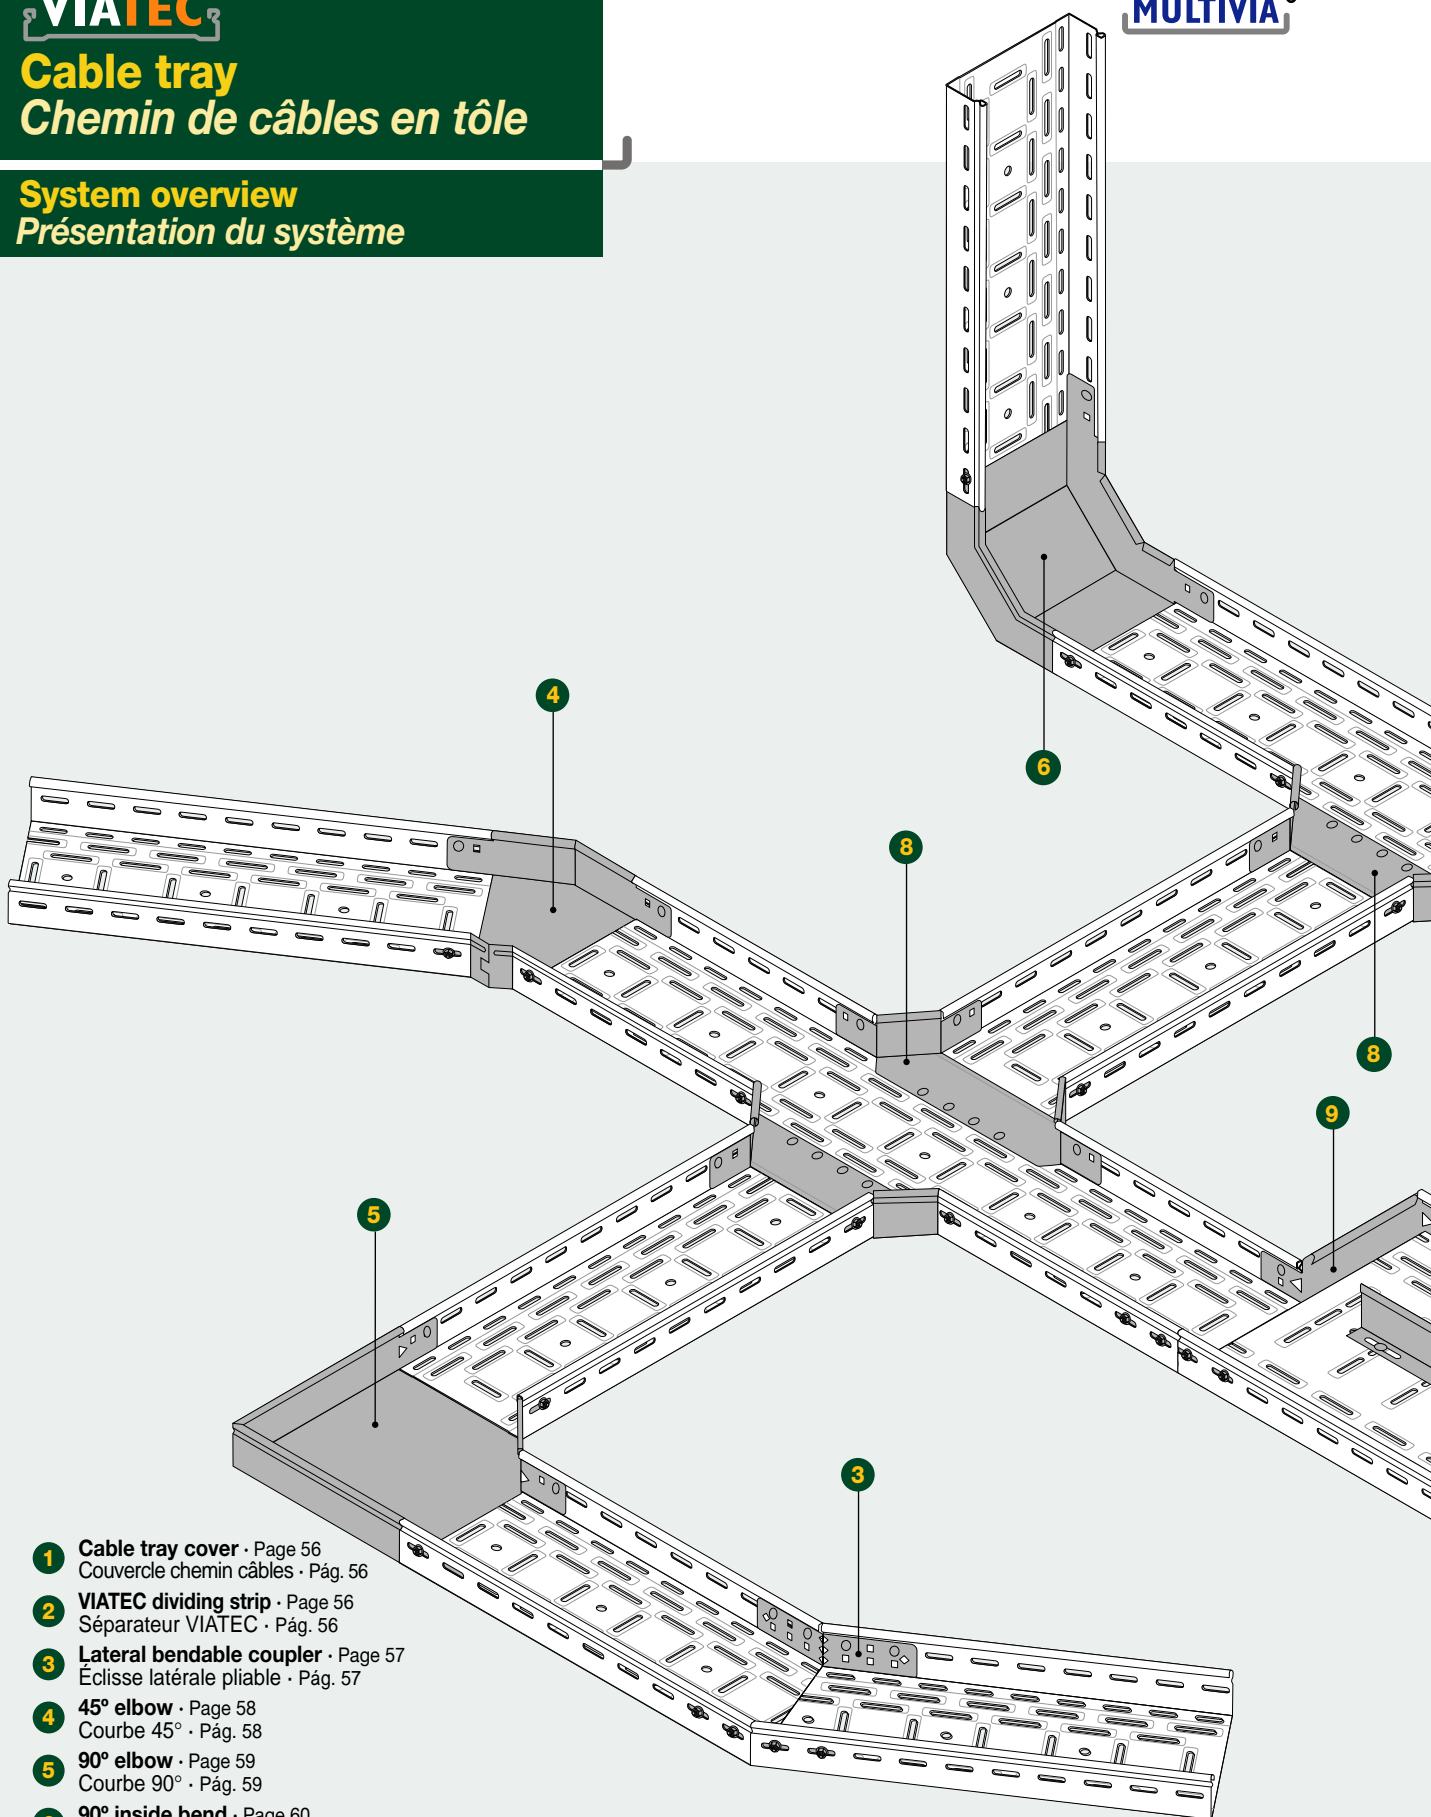 VIATEC
MULTIVIA
Cable tray
Chemin de câbles en tôle
System overview
Présentation du système
4
6
8
8
9
5
3
1 Cable tray cover · Page 56
Couvercle chemin câbles · Pág. 56
2 VIATEC dividing strip · Page 56
Séparateur VIATEC · Pág. 56
3 Lateral bendable coupler · Page 57
Éclisse latérale pliable · Pág. 57
4 45º elbow · Page 58
Courbe 45° · Pág. 58
5 90º elbow · Page 59
Courbe 90° · Pág. 59
6 90º inside bend · Page 60